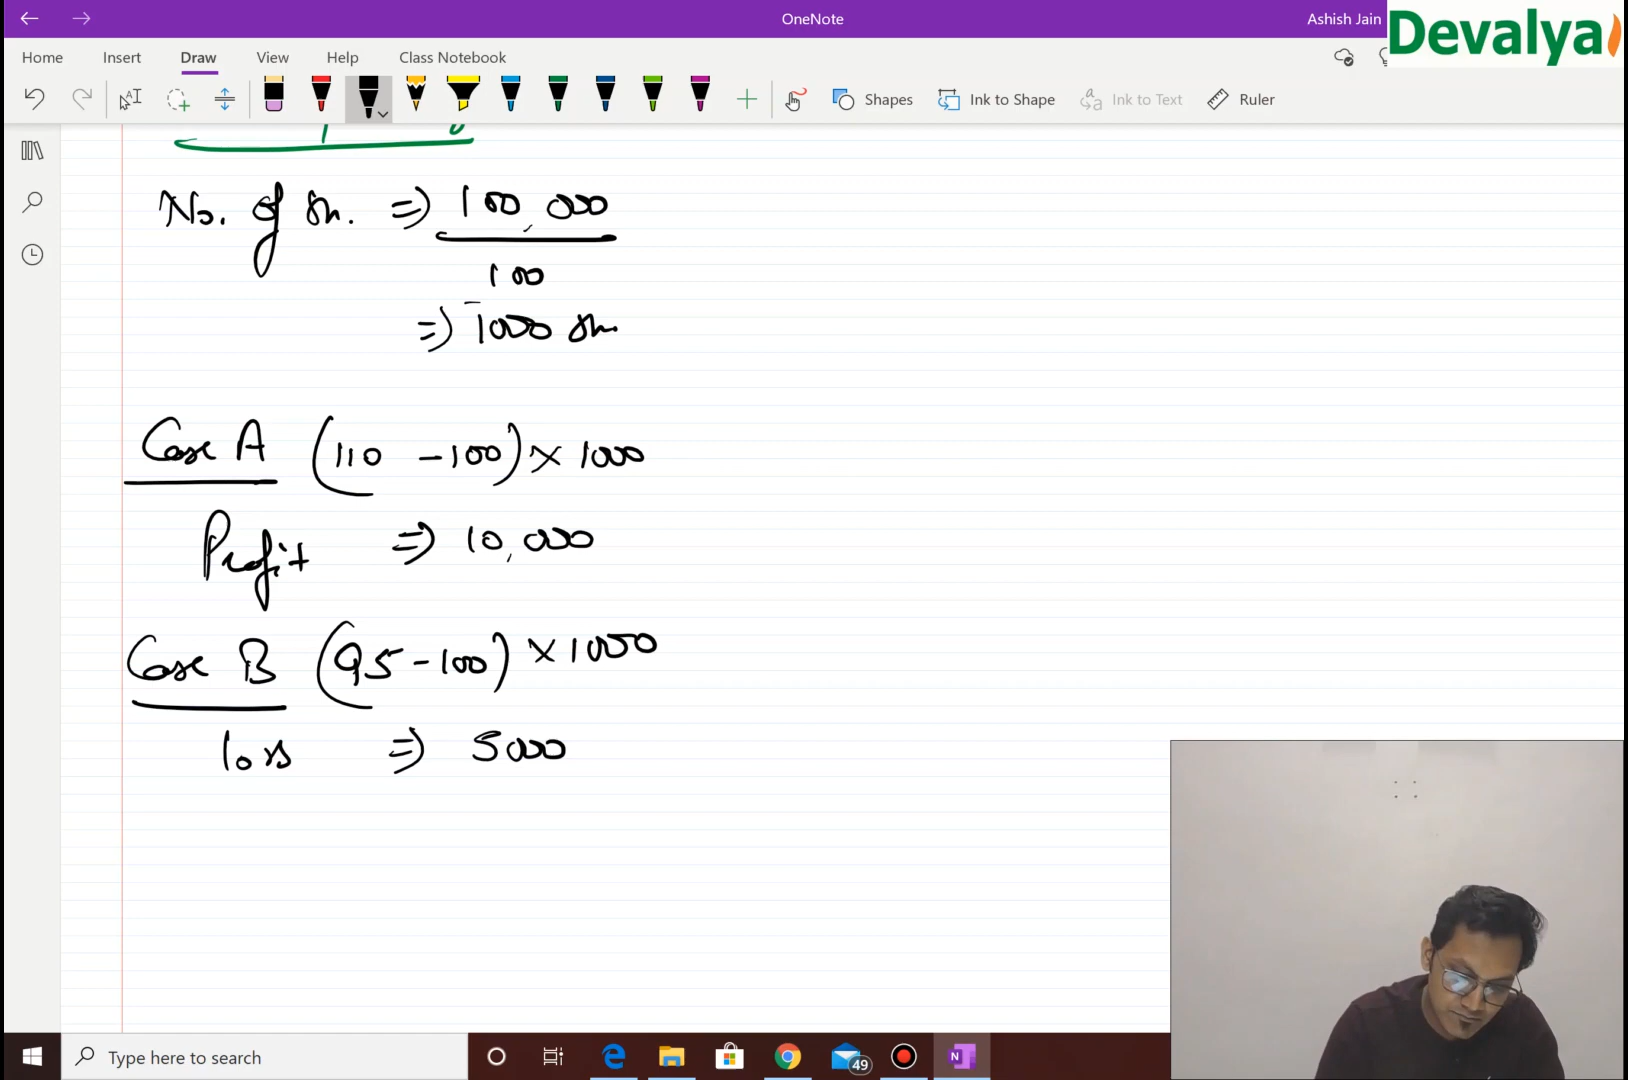 OneNote
Ashish Jain
Devalya
Home Insert Draw View Help Class Notebook
Shapes Ink to Shape Ink to Text Ruler
No. of sh. => 100,000
100
=> 1000 sh
Case A (110 - 100) × 1000
Profit => 10,000
Case B (95 - 100) × 1000
loss => 5000
Type here to search
49
N